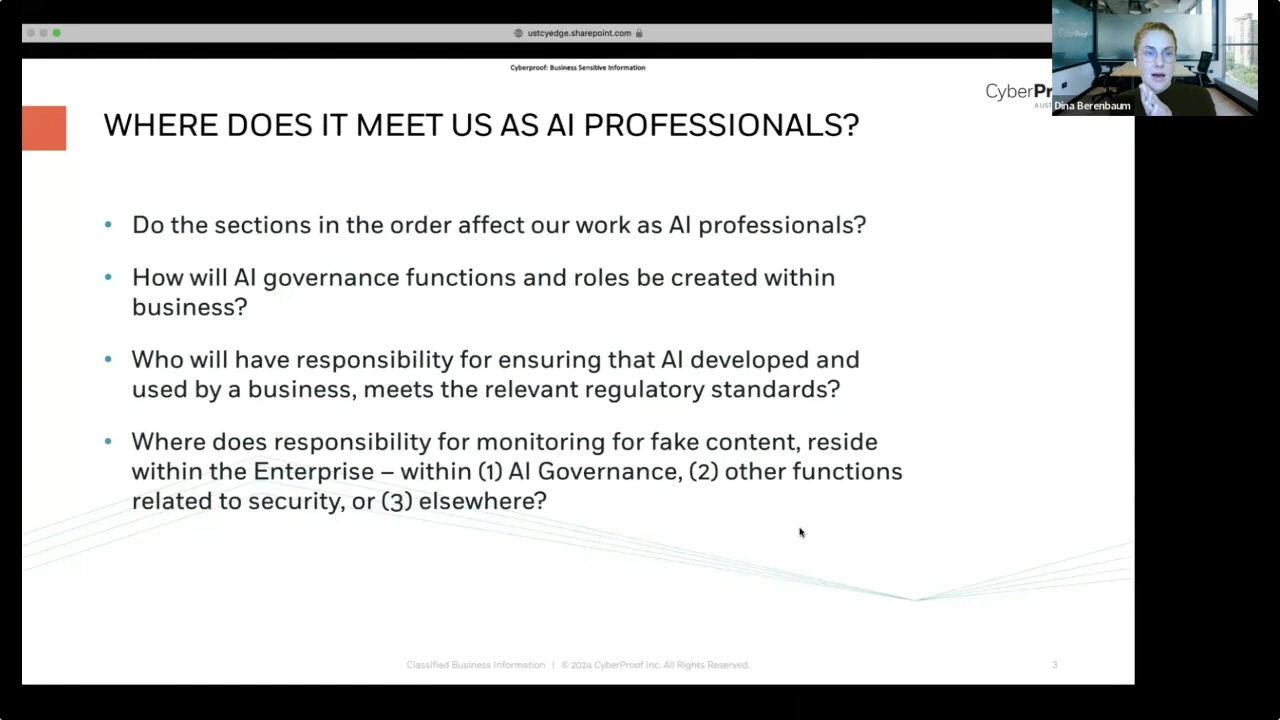 ustcyedge.sharepoint.com
Cyberproof: Business Sensitive Information
CyberPr
A UST
Dina Berenbaum
WHERE DOES IT MEET US AS AI PROFESSIONALS?
• Do the sections in the order affect our work as AI professionals?
• How will AI governance functions and roles be created within
business?
• Who will have responsibility for ensuring that AI developed and
used by a business, meets the relevant regulatory standards?
• Where does responsibility for monitoring for fake content, reside
within the Enterprise – within (1) AI Governance, (2) other functions
related to security, or (3) elsewhere?
Classified Business Information | © 2024 CyberProof Inc. All Rights Reserved.
3